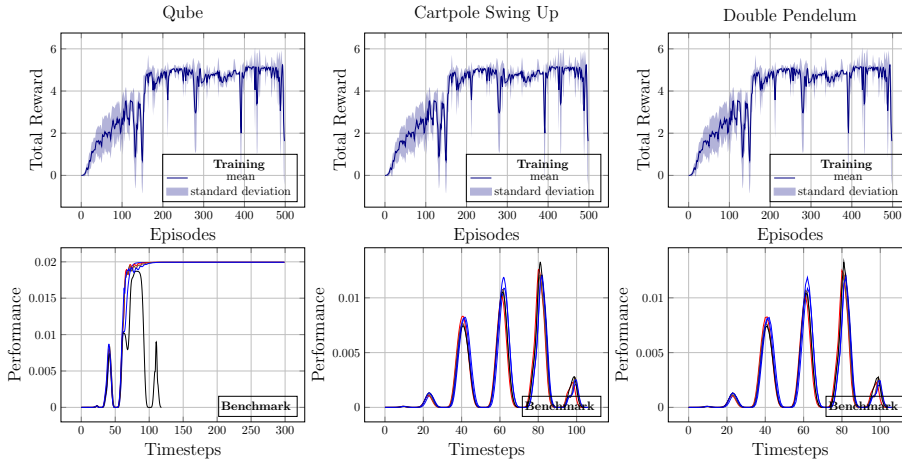 Qube
Cartpole Swing Up
Double Pendelum
6
4
2
0
Total Reward
Training
mean
standard deviation
0 100 200 300 400 500
Episodes
6
4
2
0
Total Reward
Training
mean
standard deviation
0 100 200 300 400 500
Episodes
6
4
2
0
Total Reward
Training
mean
standard deviation
0 100 200 300 400 500
Episodes
0.02
0.015
0.01
0.005
0
Performance
Benchmark
0 50 100 150 200 250 300
Timesteps
0.01
0.005
0
Performance
Benchmark
0 20 40 60 80 100
Timesteps
0.01
0.005
0
Performance
Benchmark
0 20 40 60 80 100
Timesteps